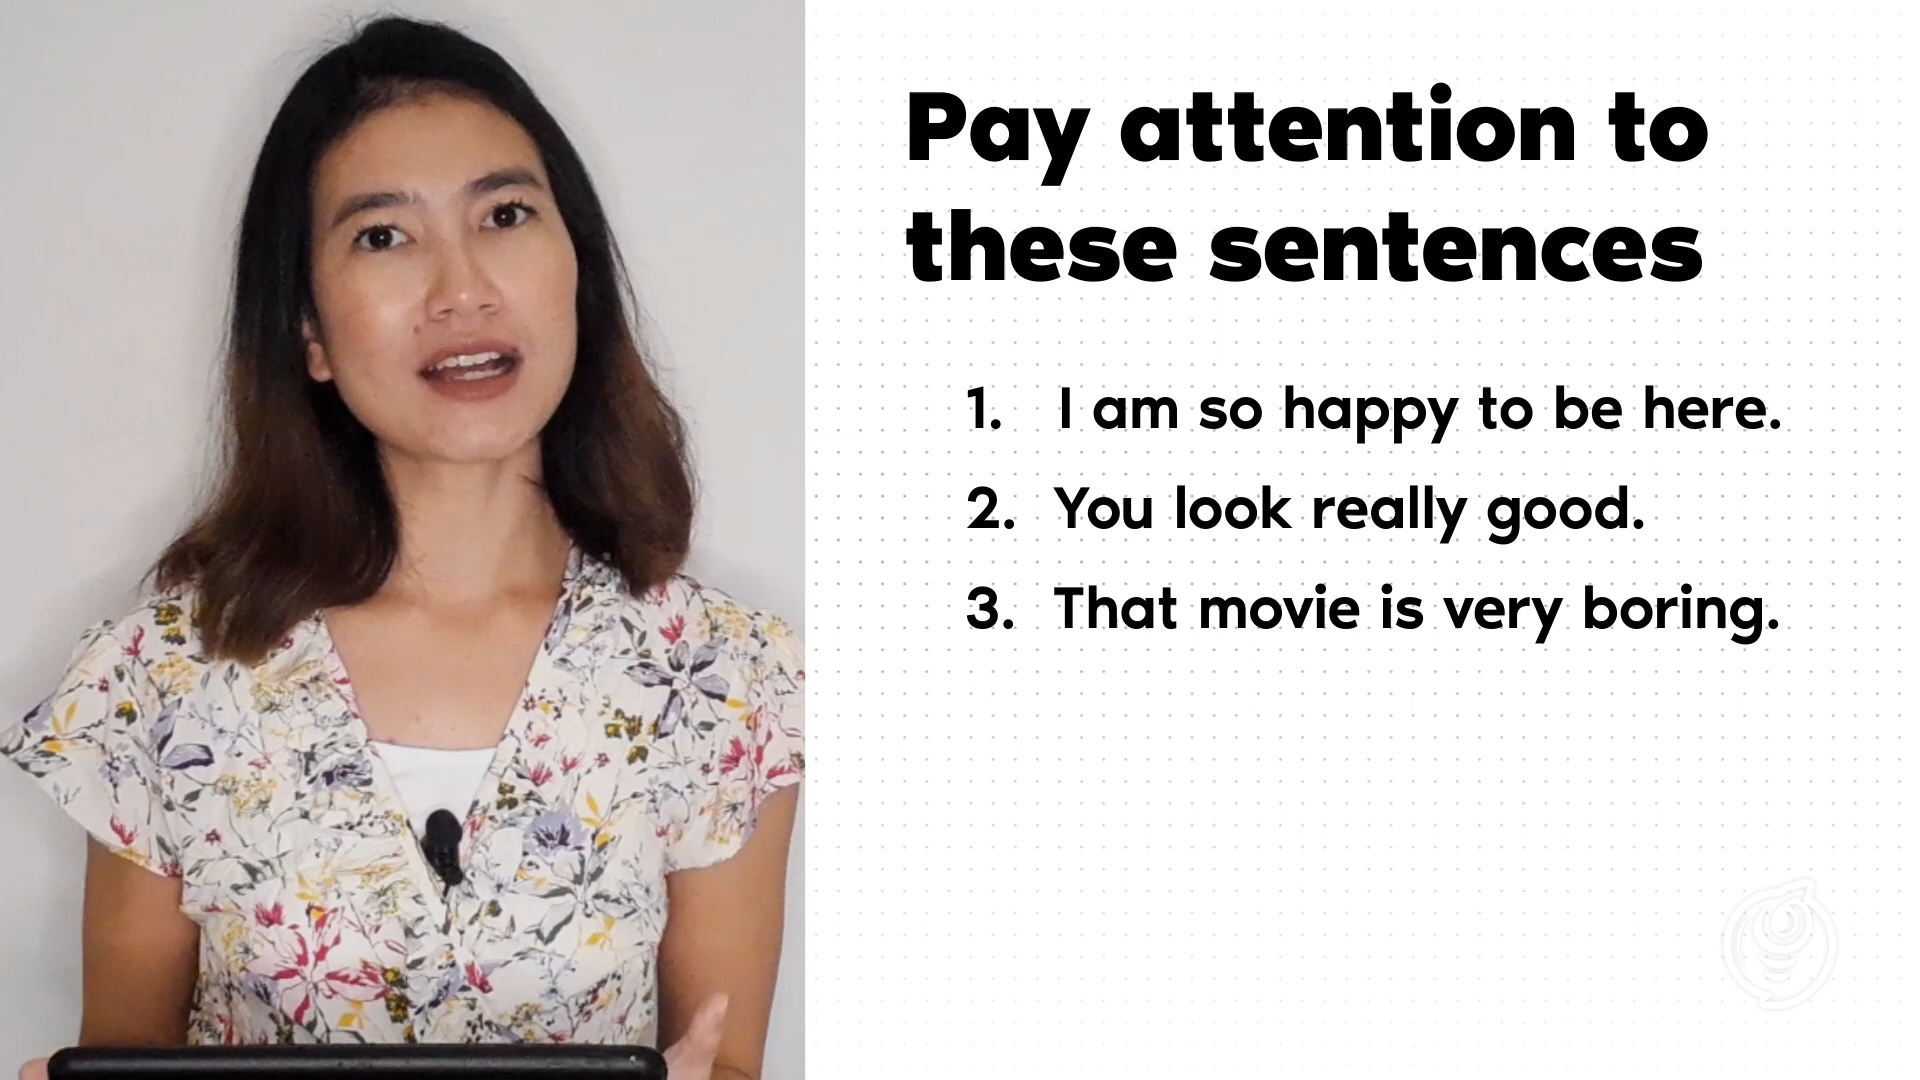 Pay attention to
these sentences
1. I am so happy to be here.
2. You look really good.
3. That movie is very boring.